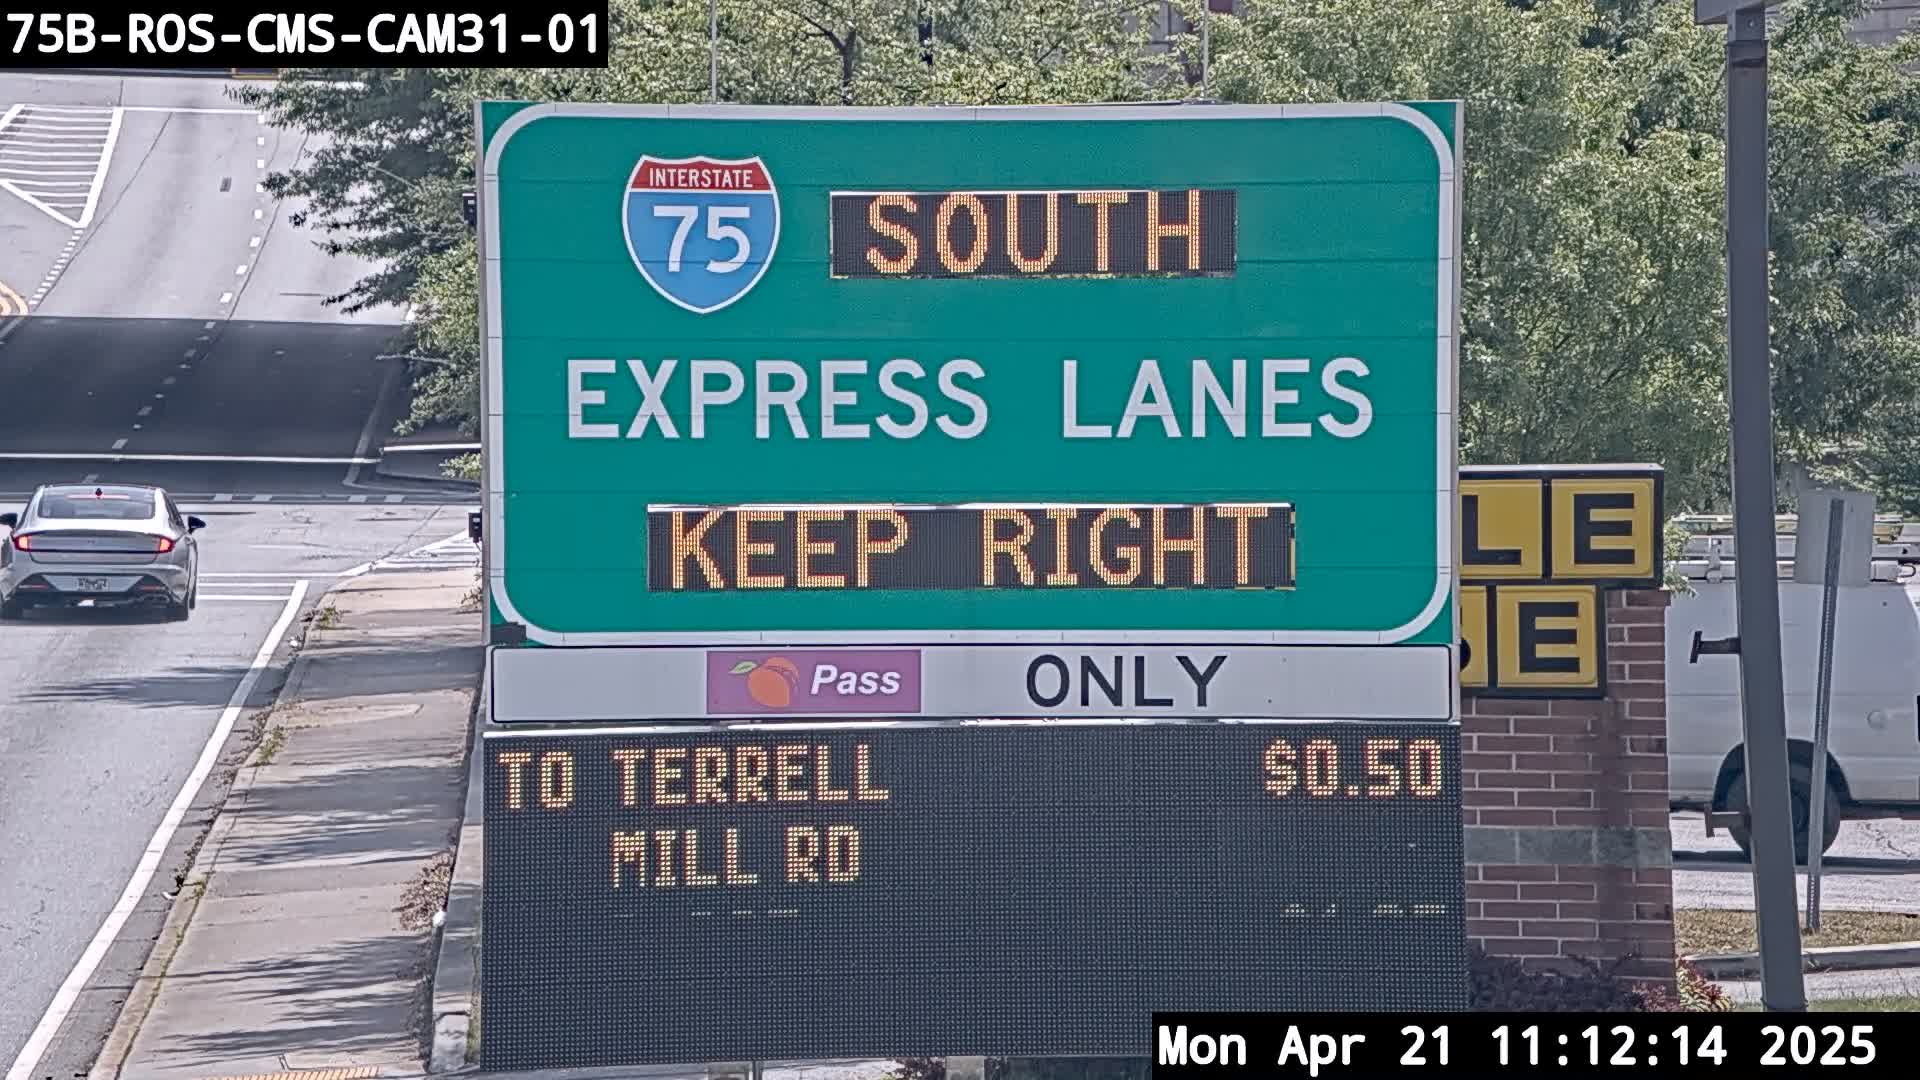 75B-ROS-CMS-CAM31-01
INTERSTATE
75
SOUTH
EXPRESS LANES
KEEP RIGHT
Pass ONLY
TO TERRELL $0.50
MILL RD
LE
E
Mon Apr 21 11:12:14 2025